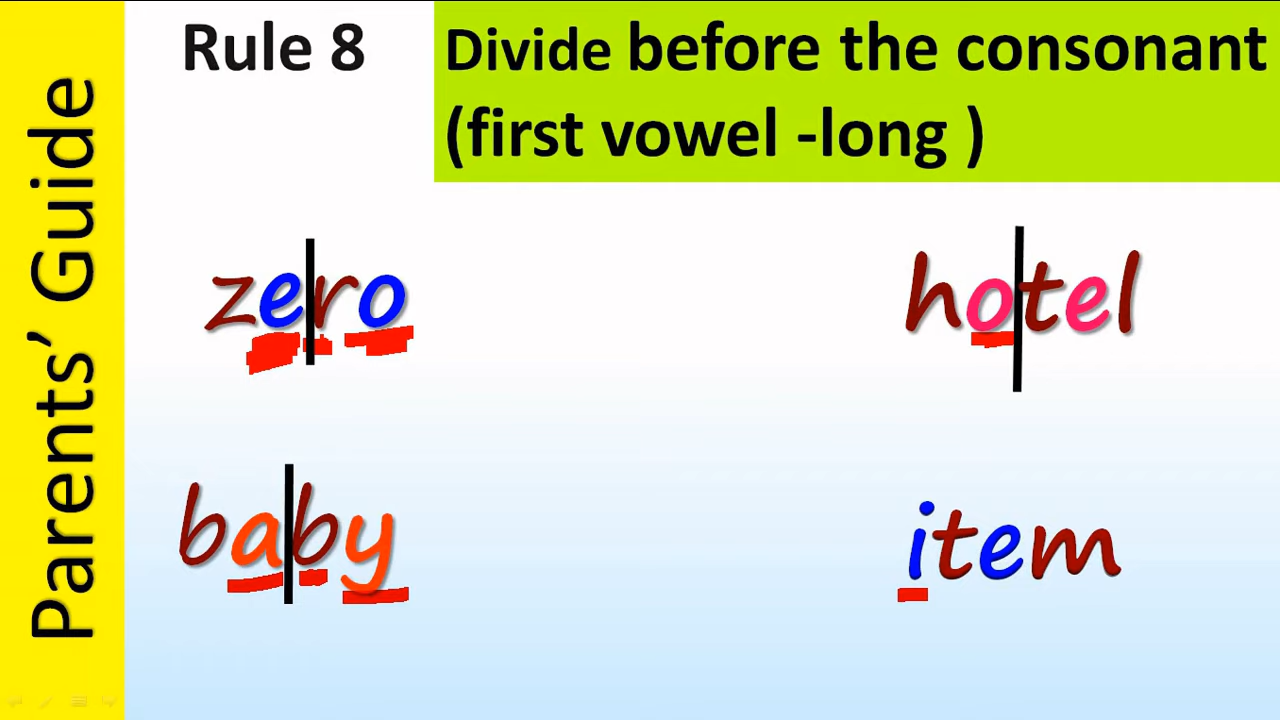 Parents' Guide
Rule 8
Divide before the consonant
(first vowel -long )
zero
hotel
baby
item